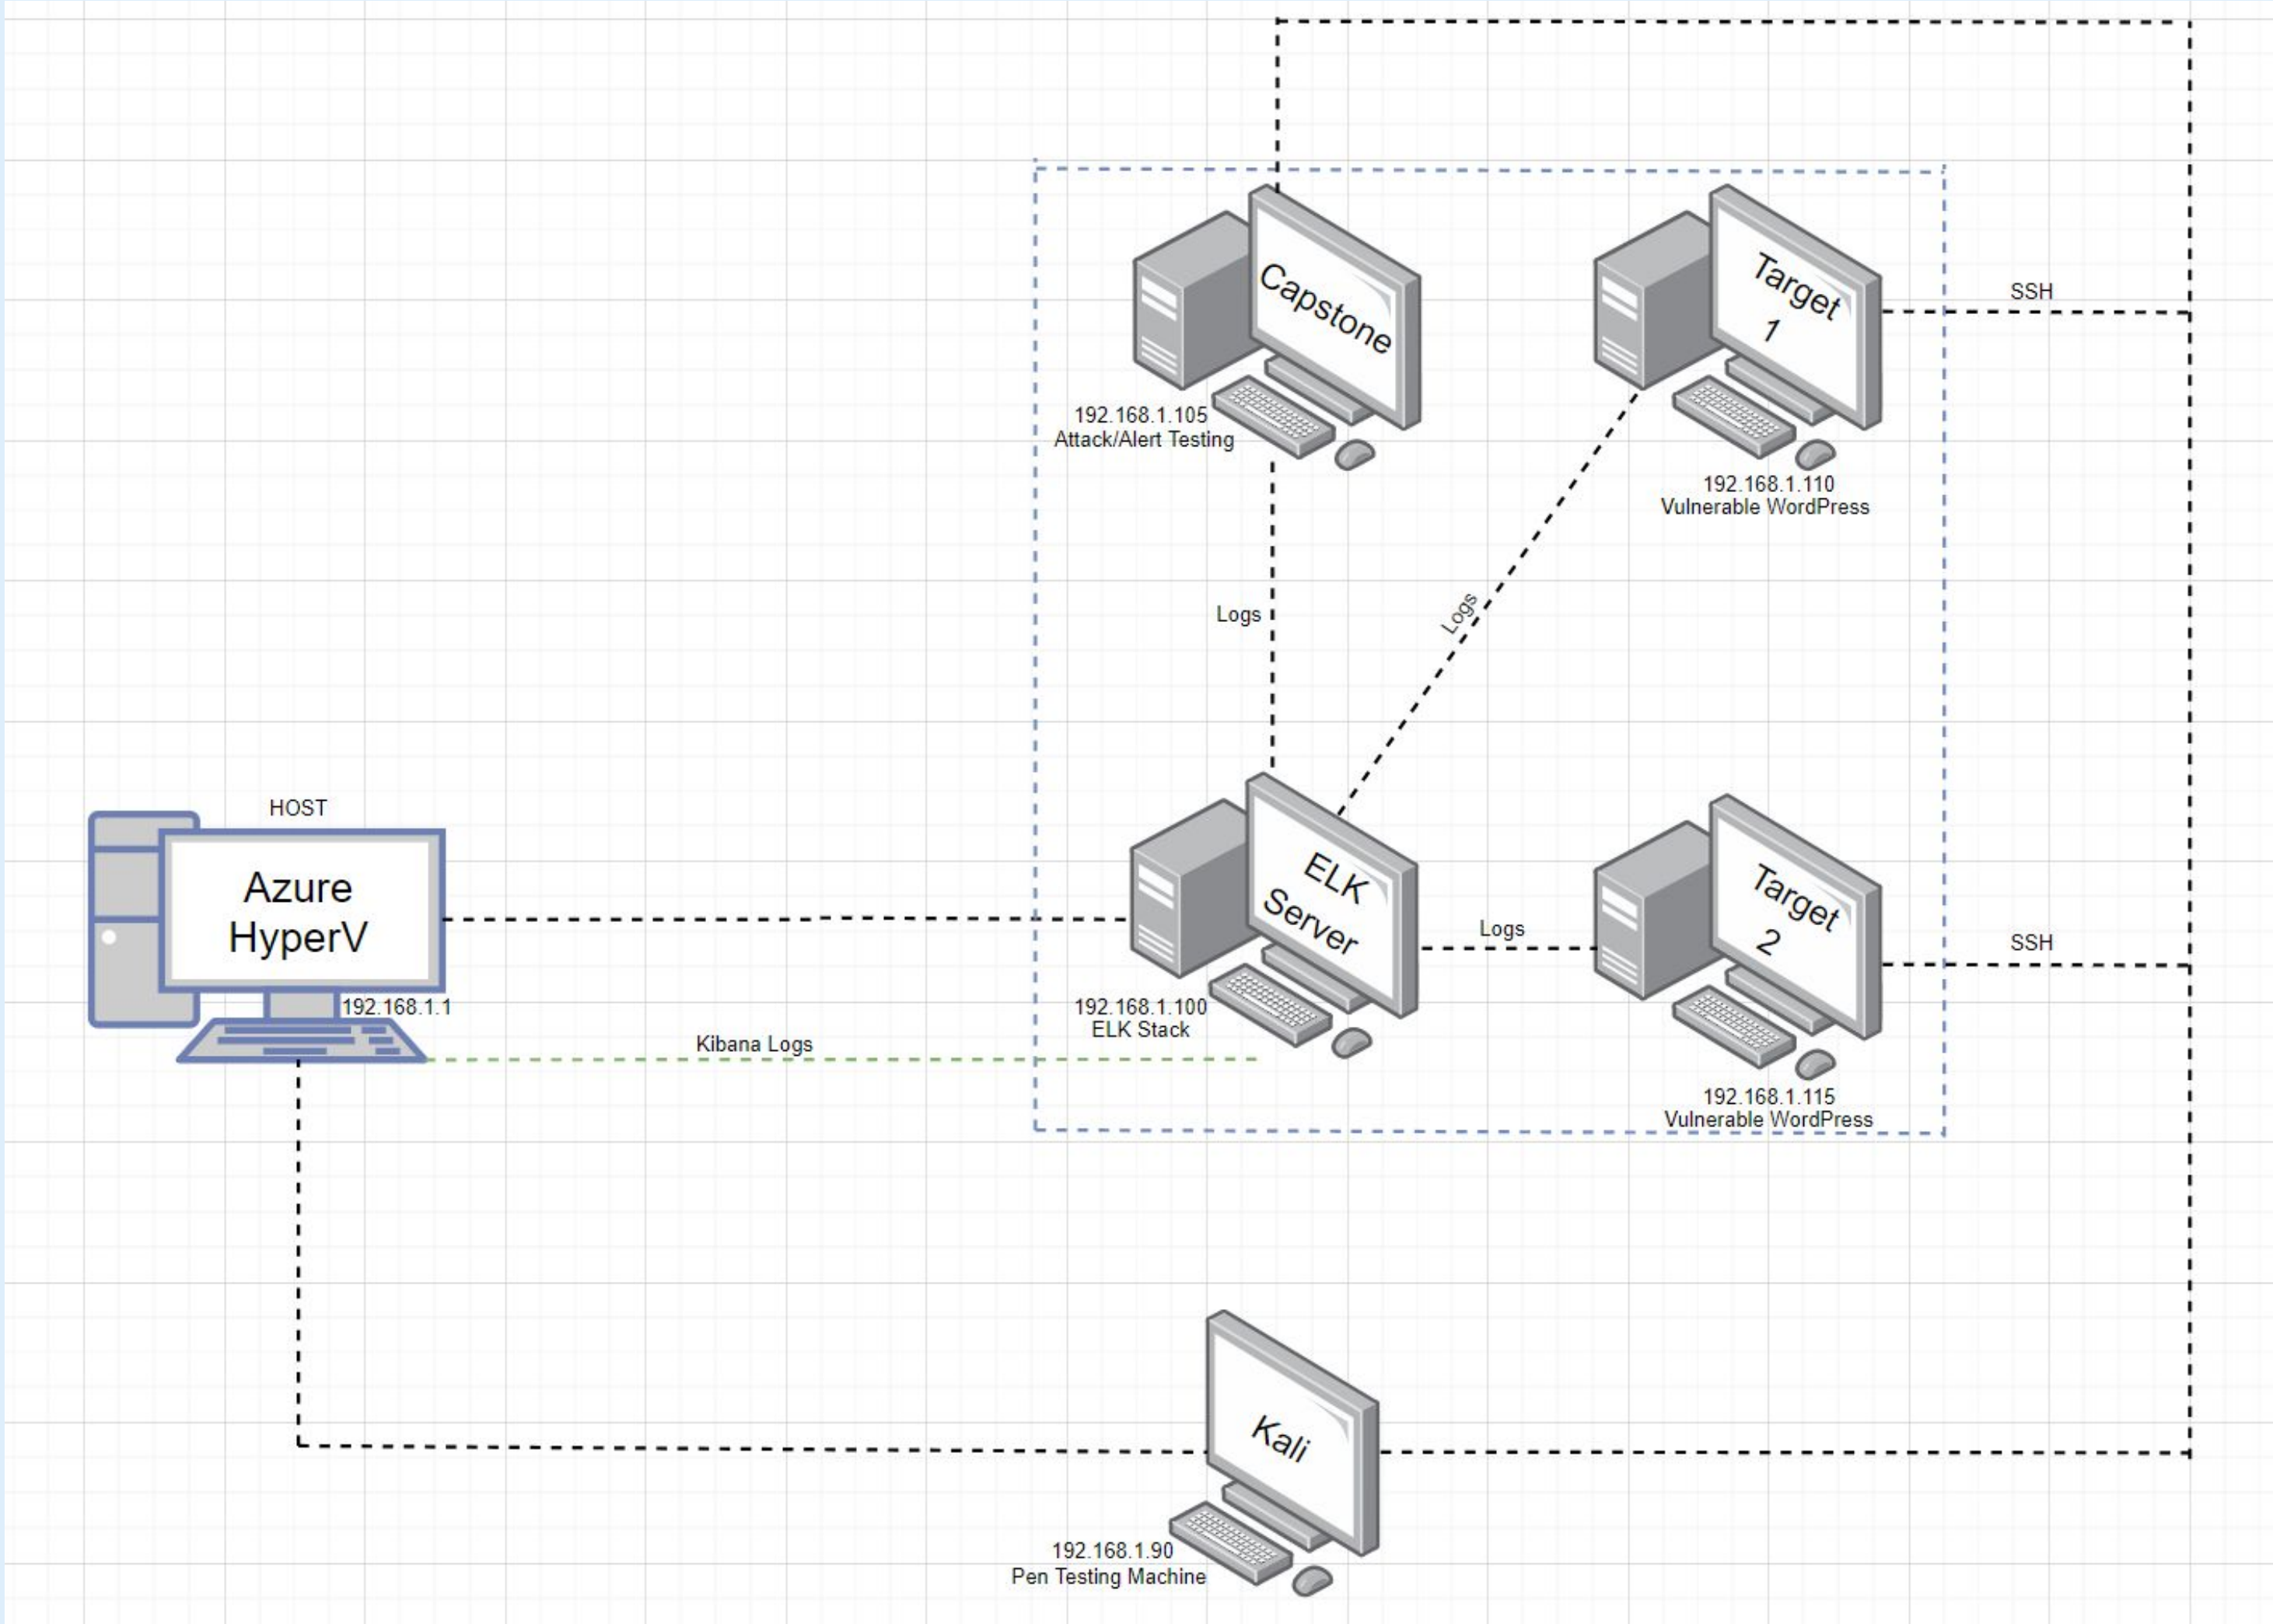 Capstone
192.168.1.105
Attack/Alert Testing
Target
1
192.168.1.110
Vulnerable WordPress
SSH
Logs
Logs
HOST
Azure
HyperV
192.168.1.1
Kibana Logs
ELK
Server
192.168.1.100
ELK Stack
Logs
Target
2
192.168.1.115
Vulnerable WordPress
SSH
Kali
192.168.1.90
Pen Testing Machine